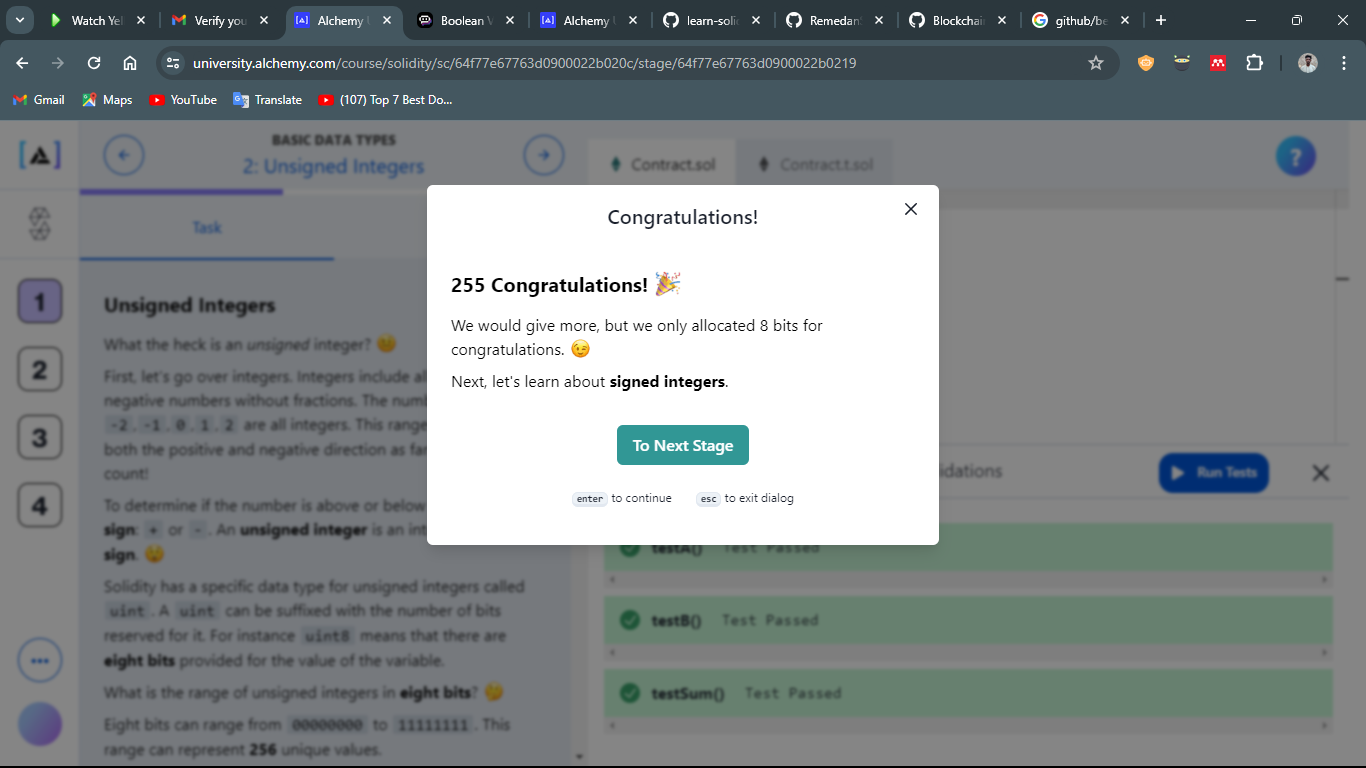 Watch Yel
Verify you
Alchemy
Boolean V
Alchemy
learn-soli
Remedan
Blockchai
github/be
university.alchemy.com/course/solidity/sc/64f77e67763d0900022b020c/stage/64f77e67763d0900022b0219
Gmail
Maps
YouTube
Translate
(107) Top 7 Best Do...
BASIC DATA TYPES
2: Unsigned Integers
Contract.sol
Contract.t.sol
?
Task
1
2
3
4
Unsigned Integers
What the heck is an unsigned integer? 😕
First, let's go over integers. Integers include al
negative numbers without fractions. The num
-2, -1, 0, 1, 2 are all integers. This range
both the positive and negative direction as far
count!
To determine if the number is above or below
sign: + or -. An unsigned integer is an int
sign. 😲
Solidity has a specific data type for unsigned integers called
uint. A uint can be suffixed with the number of bits
reserved for it. For instance uint8 means that there are
eight bits provided for the value of the variable.
What is the range of unsigned integers in eight bits? 🤔
Eight bits can range from 00000000 to 11111111. This
range can represent 256 unique values.
Congratulations!
255 Congratulations! 🎉
We would give more, but we only allocated 8 bits for
congratulations. 😉
Next, let's learn about signed integers.
To Next Stage
enter to continue
esc to exit dialog
idations
Run Tests
testA() Test Passed
testB() Test Passed
testSum() Test Passed